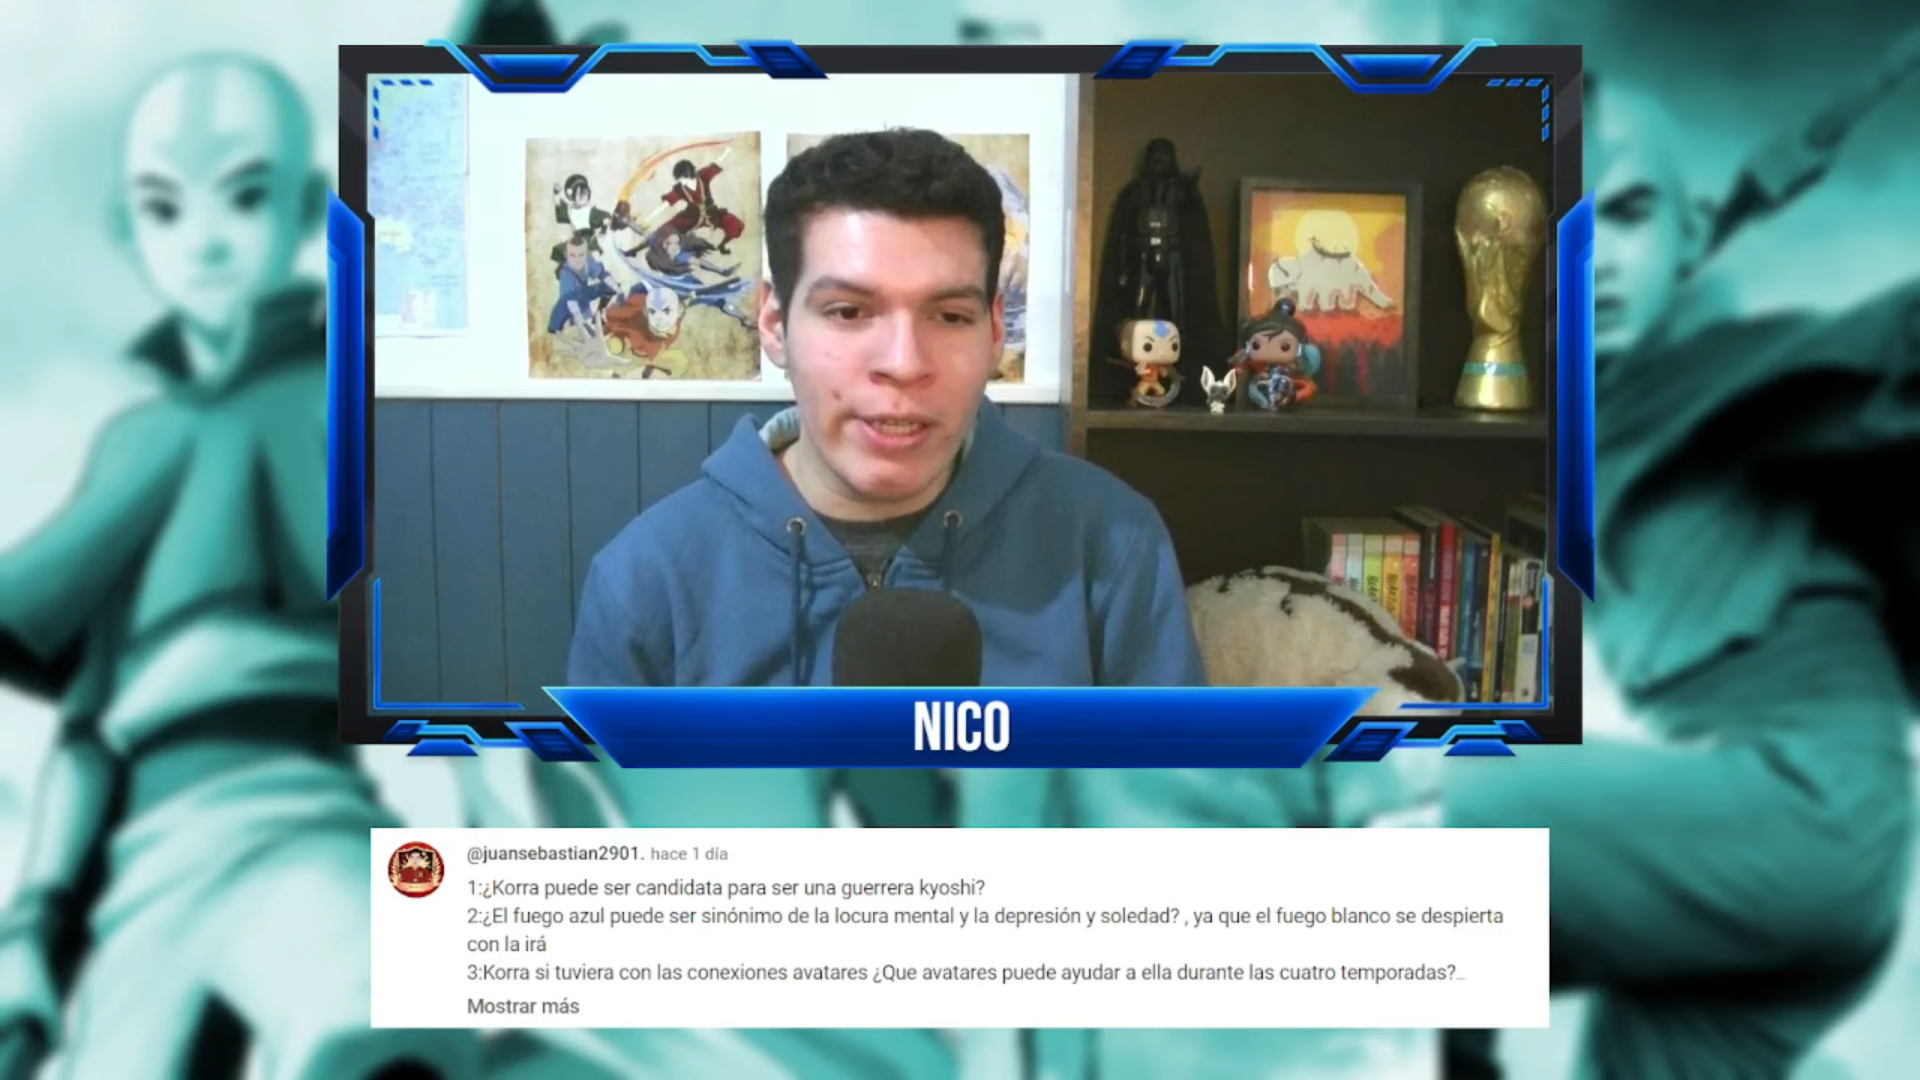 NICO
@juansebastian2901. hace 1 día
1:¿Korra puede ser candidata para ser una guerrera kyoshi?
2:¿El fuego azul puede ser sinónimo de la locura mental y la depresión y soledad? , ya que el fuego blanco se despierta
con la irá
3:Korra si tuviera con las conexiones avatares ¿Que avatares puede ayudar a ella durante las cuatro temporadas?...
Mostrar más